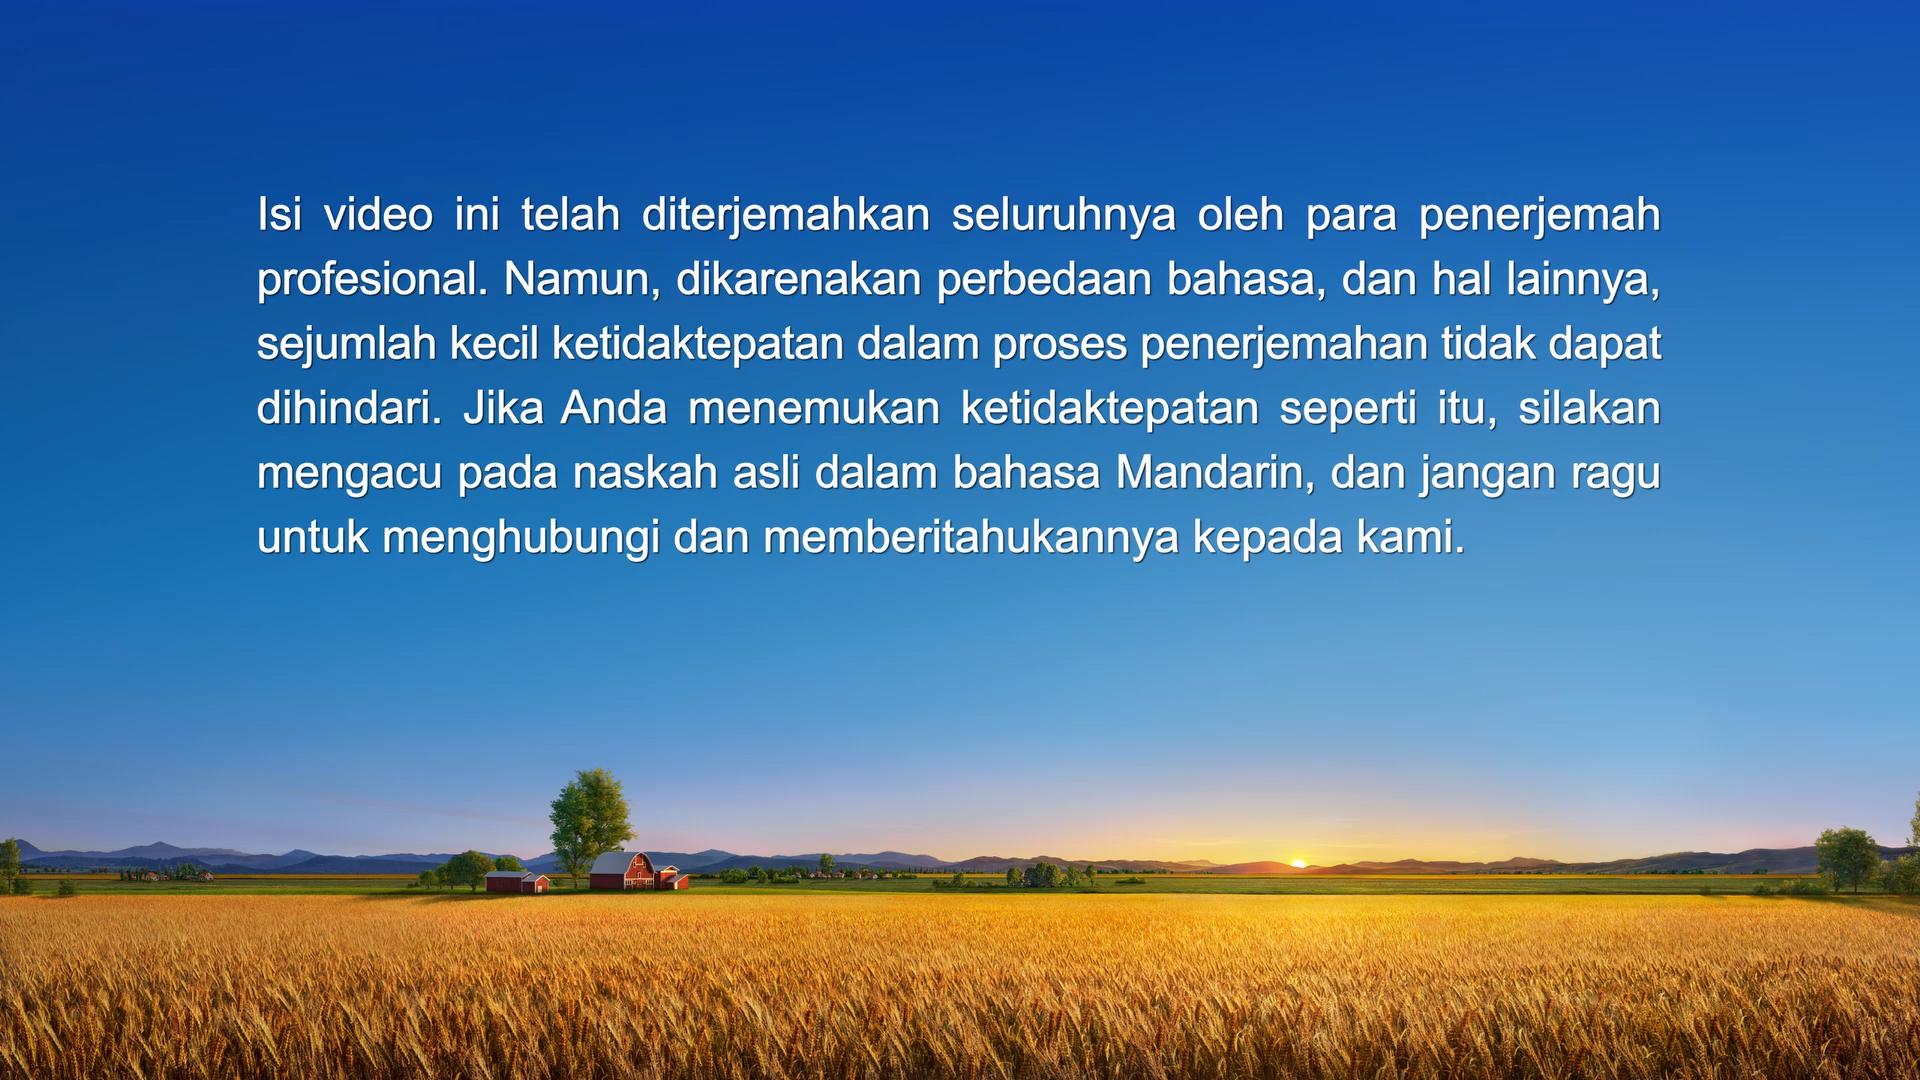 Isi video ini telah diterjemahkan seluruhnya oleh para penerjemah
profesional. Namun, dikarenakan perbedaan bahasa, dan hal lainnya,
sejumlah kecil ketidaktepatan dalam proses penerjemahan tidak dapat
dihindari. Jika Anda menemukan ketidaktepatan seperti itu, silakan
mengacu pada naskah asli dalam bahasa Mandarin, dan jangan ragu
untuk menghubungi dan memberitahukannya kepada kami.